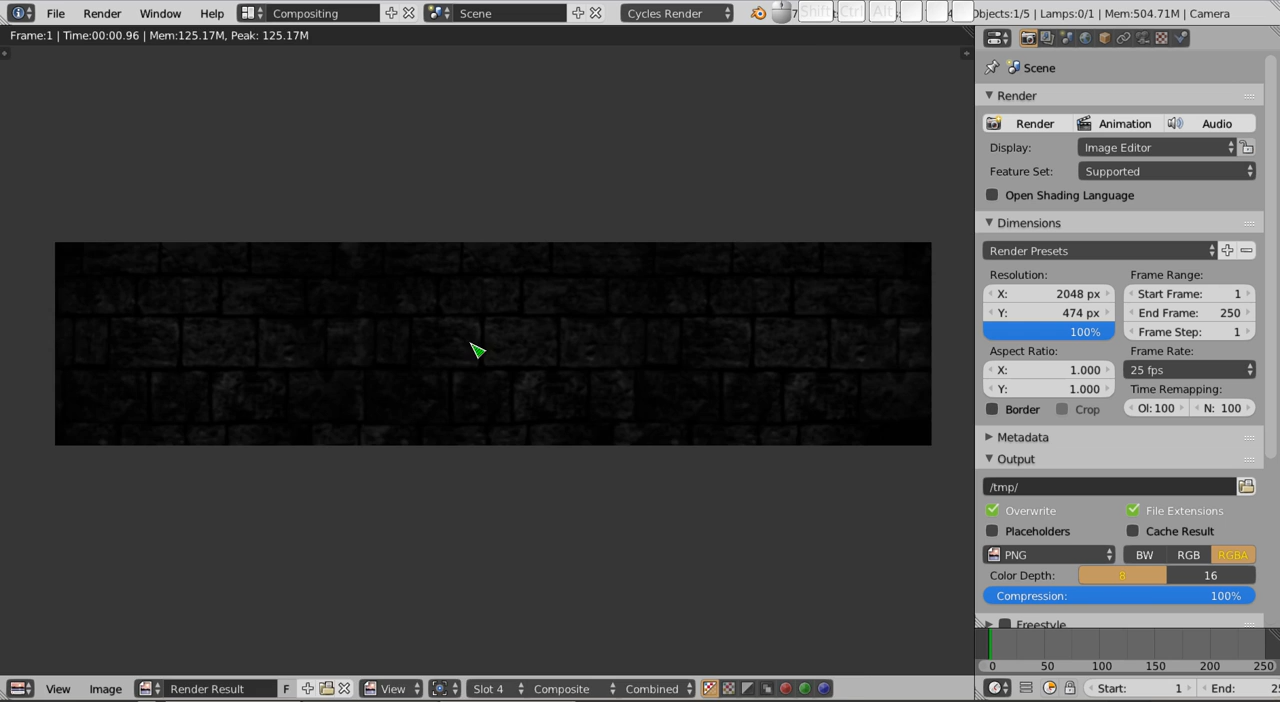 File Render Window Help Compositing Scene Cycles Render Shift Ctrl Alt Objects:1/5 | Lamps:0/1 | Mem:504.71M | Camera
Frame:1 | Time:00:00.96 | Mem:125.17M, Peak: 125.17M
Scene
Render
Render Animation Audio
Display: Image Editor
Feature Set: Supported
Open Shading Language
Dimensions
Render Presets
Resolution: Frame Range:
X: 2048 px Start Frame: 1
Y: 474 px End Frame: 250
100% Frame Step: 1
Aspect Ratio: Frame Rate:
X: 1.000 25 fps
Y: 1.000 Time Remapping:
Border Crop Ol: 100 N: 100
Metadata
Output
/tmp/
Overwrite File Extensions
Placeholders Cache Result
PNG BW RGB RGBA
Color Depth: 8 16
Compression: 100%
Freestyle
0 50 100 150 200 250
View Image Render Result F View Slot 4 Composite Combined Start: 1 End: